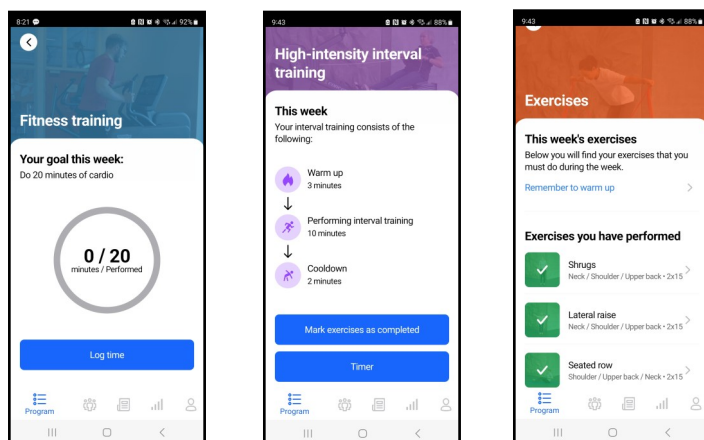 8:21 92%
Fitness training
Your goal this week:
Do 20 minutes of cardio
0 / 20
minutes / Performed
Log time
Program
9:43 88%
High-intensity interval
training
This week
Your interval training consists of the
following:
Warm up
3 minutes
Performing interval training
10 minutes
Cooldown
2 minutes
Mark exercises as completed
Timer
Program
9:43 88%
Exercises
This week's exercises
Below you will find your exercises that you
must do during the week.
Remember to warm up
Exercises you have performed
Shrugs
Neck / Shoulder / Upper back • 2x15
Lateral raise
Neck / Shoulder / Upper back • 2x15
Seated row
Shoulder / Upper back / Neck • 2x15
Program